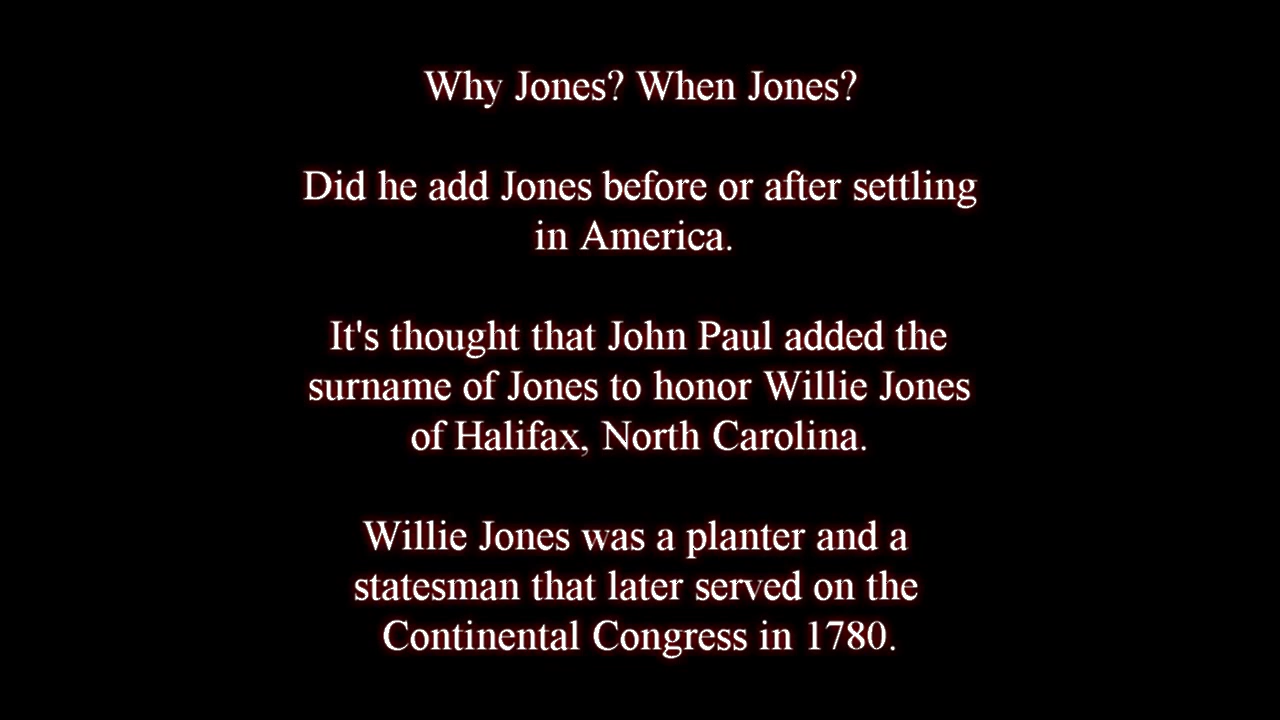 Why Jones? When Jones?
Did he add Jones before or after settling
in America.
It's thought that John Paul added the
surname of Jones to honor Willie Jones
of Halifax, North Carolina.
Willie Jones was a planter and a
statesman that later served on the
Continental Congress in 1780.